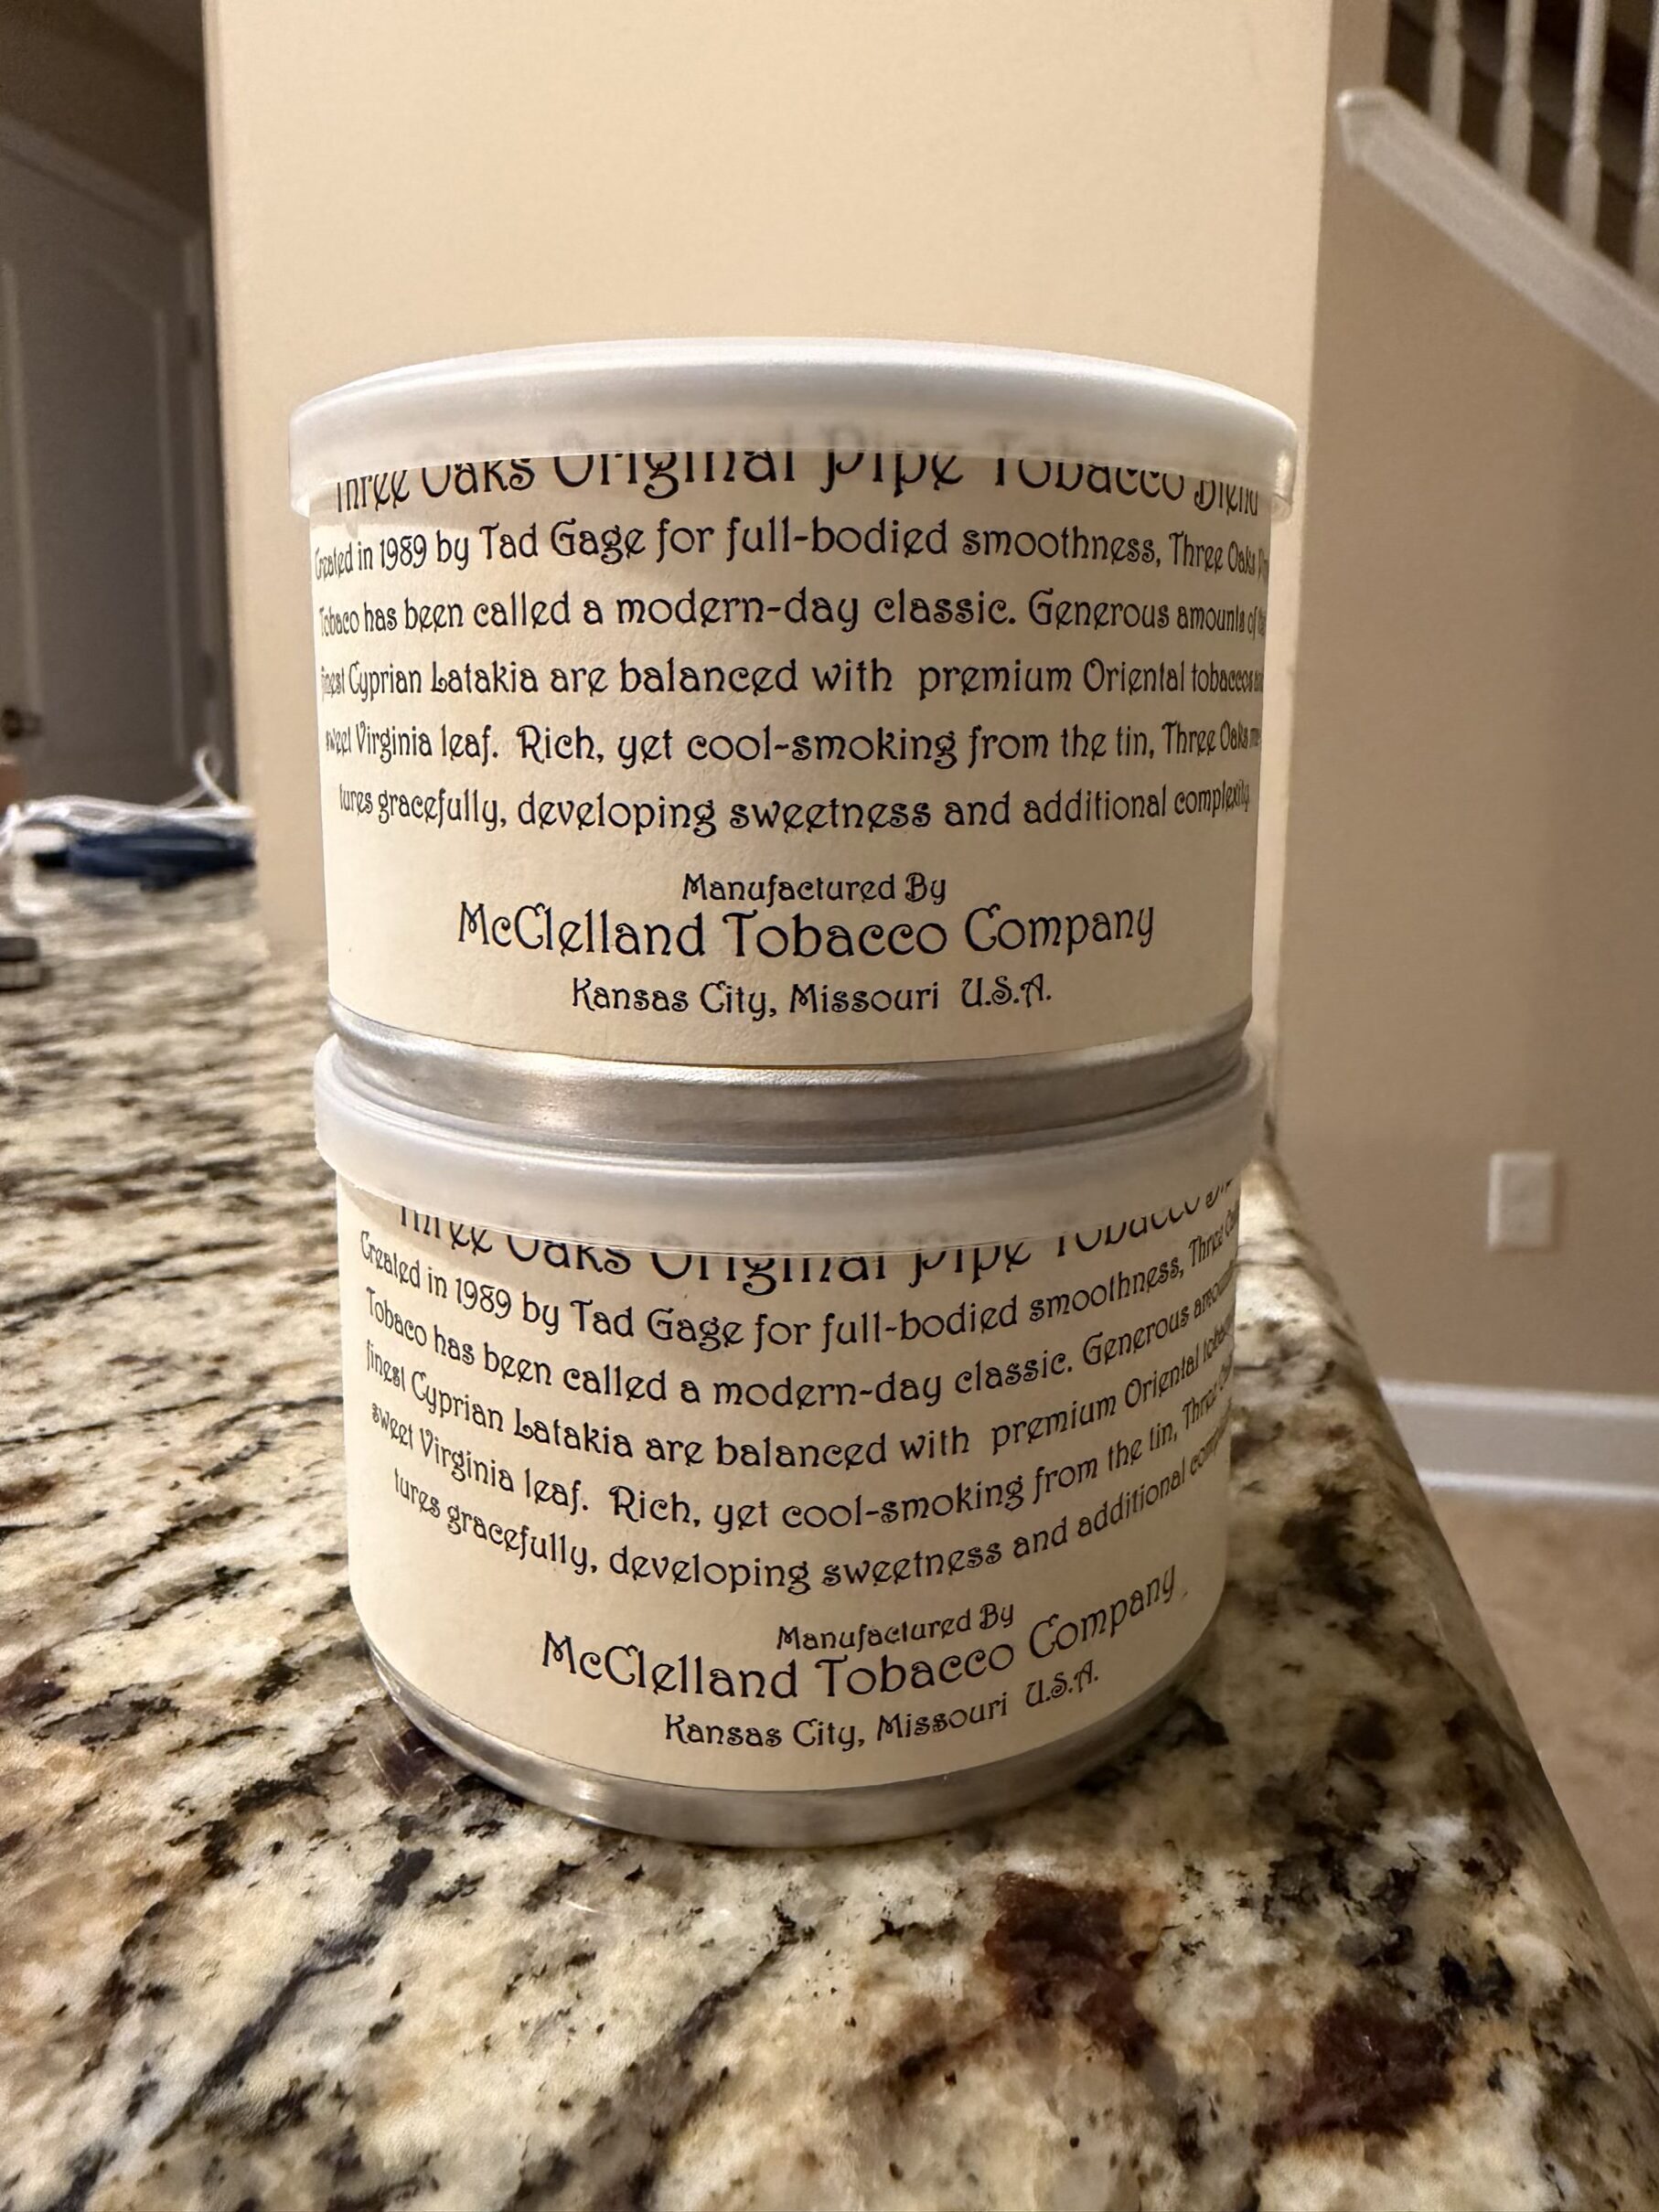 Three Oaks Original Pipe Tobacco Blend
Created in 1989 by Tad Gage for full-bodied smoothness, Three Oaks
Tobaco has been called a modern-day classic. Generous amounts of
finest Cyprian Latakia are balanced with premium Oriental tobaccos
sweet Virginia leaf. Rich, yet cool-smoking from the tin, Three Oaks
tures gracefully, developing sweetness and additional complexity
Manufactured By
McClelland Tobacco Company
Kansas City, Missouri U.S.A.
Three Oaks Original Pipe Tobacco
Created in 1989 by Tad Gage for full-bodied smoothness, Three
Tobaco has been called a modern-day classic. Generous
finest Cyprian Latakia are balanced with premium Oriental
sweet Virginia leaf. Rich, yet cool-smoking from the tin, Three
tures gracefully, developing sweetness and additional
Manufactured By
McClelland Tobacco Company
Kansas City, Missouri U.S.A.